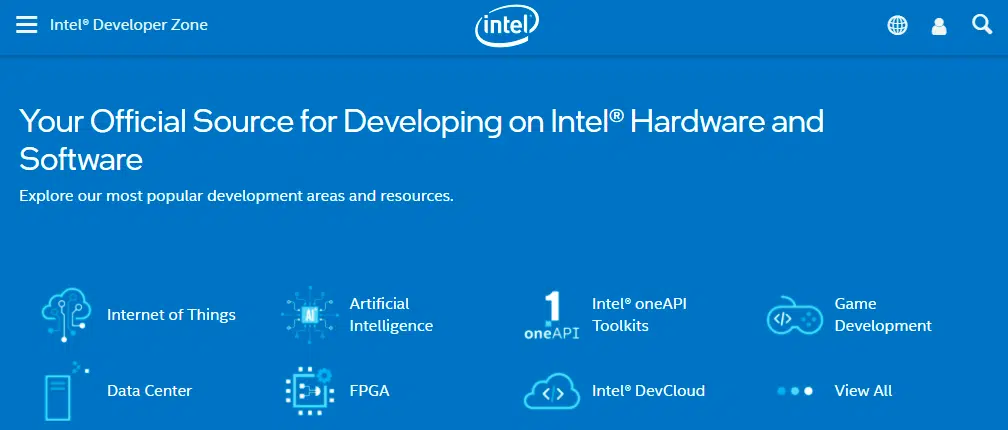 Intel® Developer Zone
intel
Your Official Source for Developing on Intel® Hardware and
Software
Explore our most popular development areas and resources.
Internet of Things
AI
Artificial
Intelligence
1
oneAPI
Intel® oneAPI
Toolkits
Game
Development
Data Center
FPGA
Intel® DevCloud
View All